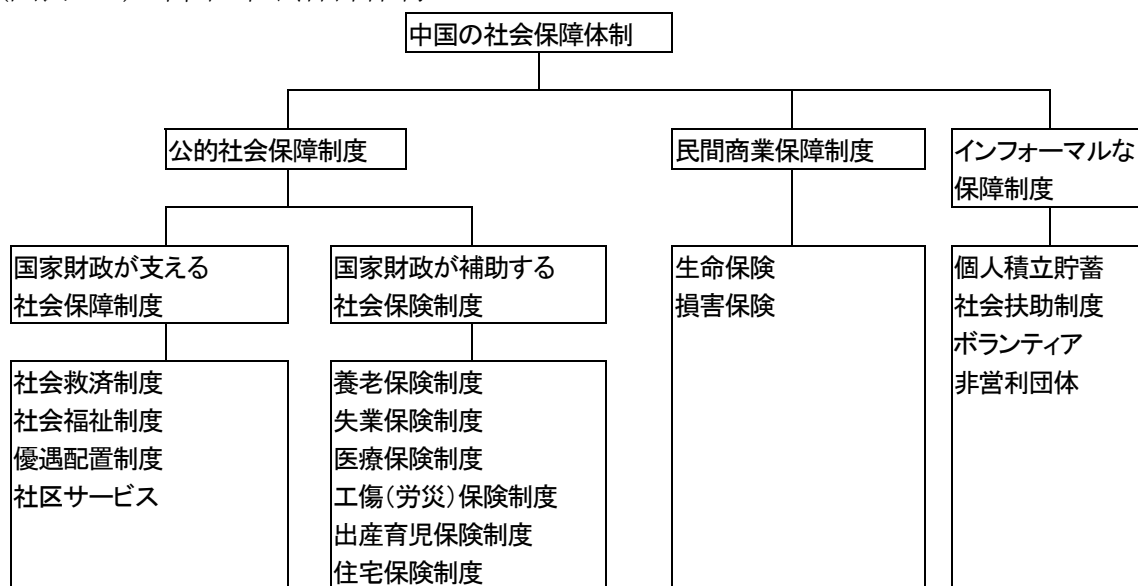 中国の社会保障体制
公的社会保障制度
民間商業保障制度
インフォーマルな
保障制度
国家財政が支える
社会保障制度
国家財政が補助する
社会保険制度
生命保険
損害保険
個人積立貯蓄
社会扶助制度
ボランティア
非営利団体
社会救済制度
社会福祉制度
優遇配置制度
社区サービス
養老保険制度
失業保険制度
医療保険制度
工傷(労災)保険制度
出産育児保険制度
住宅保険制度